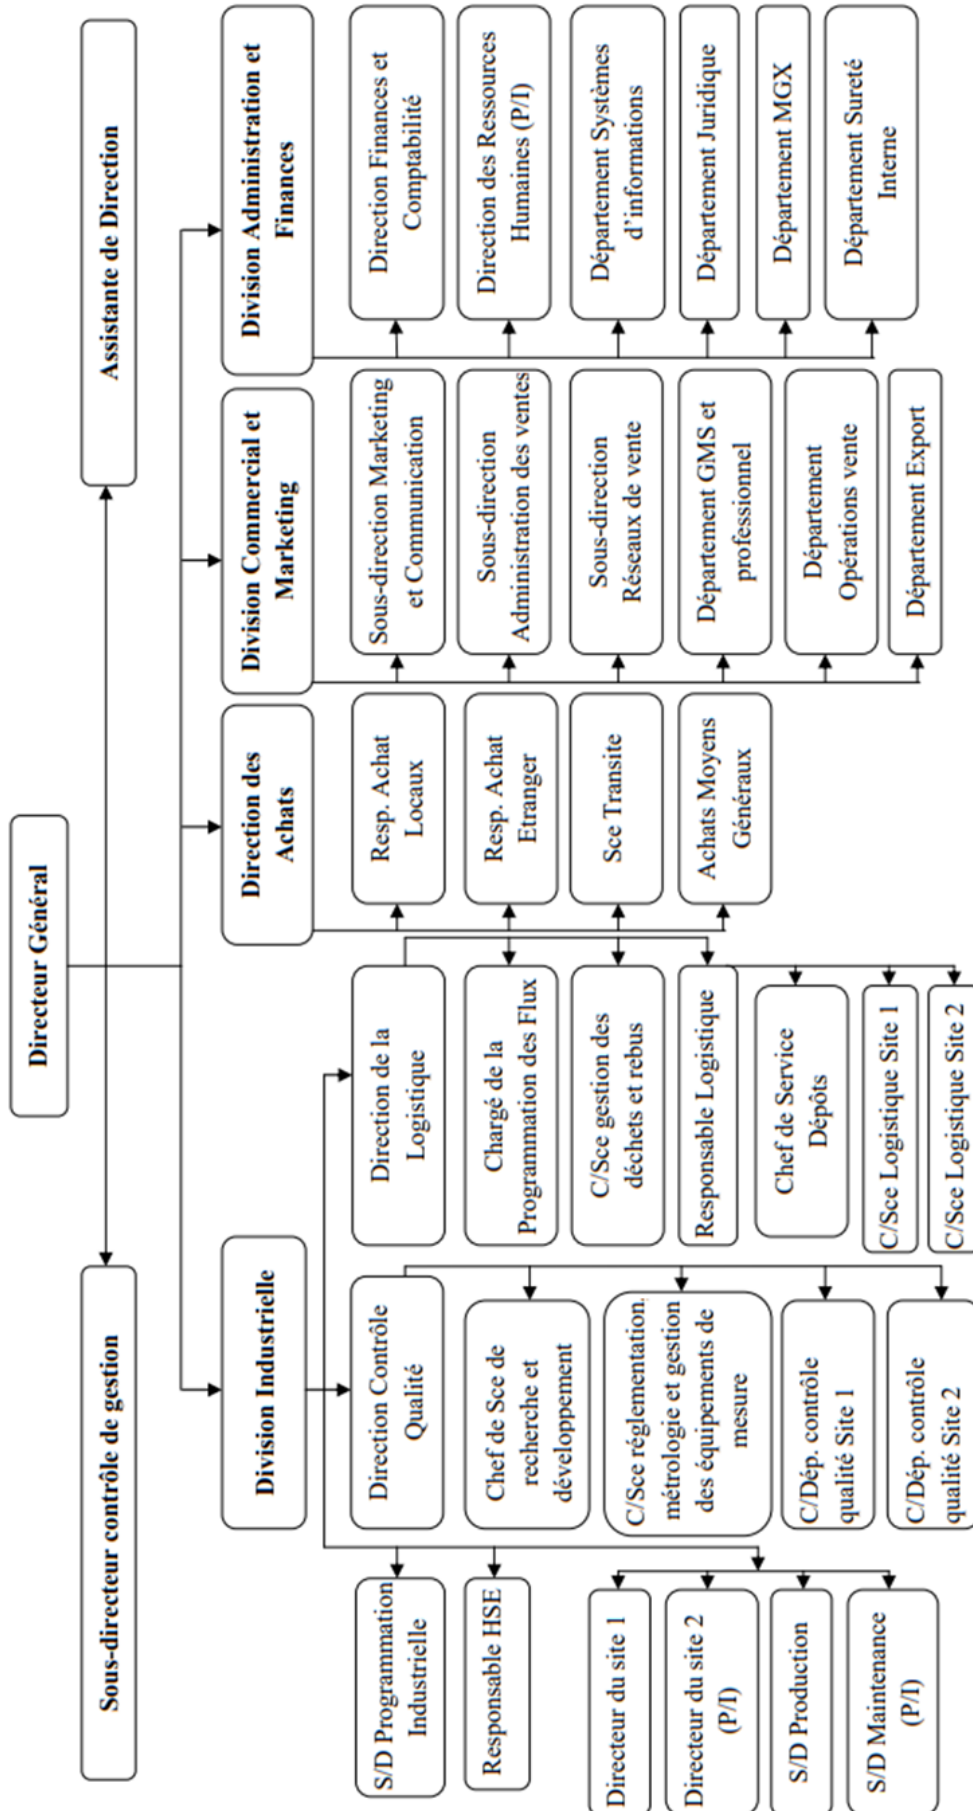 Directeur Général
Sous-directeur contrôle de gestion
Assistante de Direction
Division Industrielle
Direction des
Achats
Division Commercial et
Marketing
Division Administration et
Finances
S/D Programmation
Industrielle
Responsable HSE
Directeur du site 1
Directeur du site 2
(P/I)
S/D Production
S/D Maintenance
(P/I)
Direction Contrôle
Qualité
Chef de Sce de
recherche et
développement
C/Sce réglementation,
métrologie et gestion
des équipements de
mesure
C/Dép. contrôle
qualité Site 1
C/Dép. contrôle
qualité Site 2
Direction de la
Logistique
Chargé de la
Programmation des Flux
C/Sce gestion des
déchets et rebus
Responsable Logistique
Chef de Service
Dépôts
C/Sce Logistique Site 1
C/Sce Logistique Site 2
Resp. Achat
Locaux
Resp. Achat
Etranger
Sce Transite
Achats Moyens
Généraux
Sous-direction Marketing
et Communication
Sous-direction
Administration des ventes
Sous-direction
Réseaux de vente
Département GMS et
professionnel
Département
Opérations vente
Département Export
Direction Finances et
Comptabilité
Direction des Ressources
Humaines (P/I)
Département Systèmes
d’informations
Département Juridique
Département MGX
Département Sureté
Interne